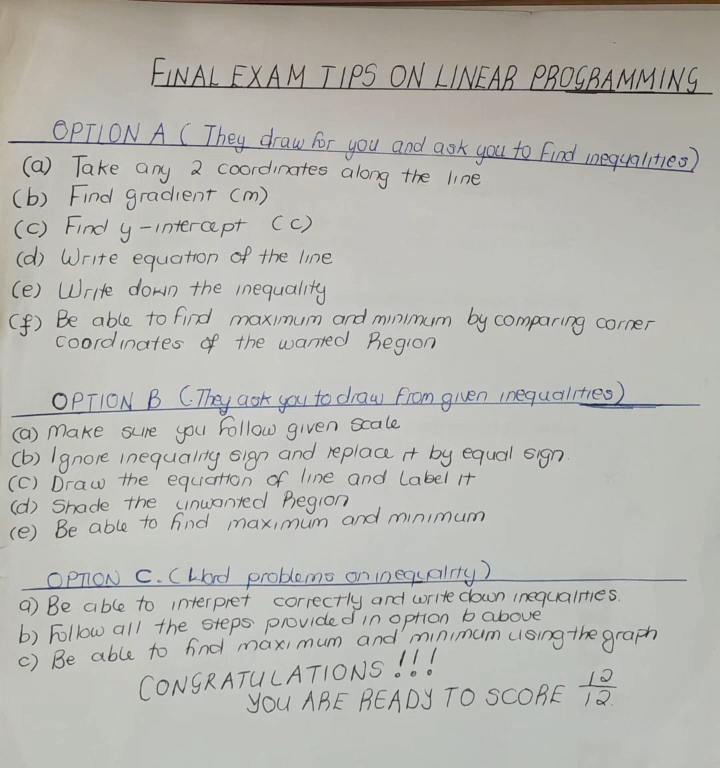 FINAL EXAM TIPS ON LINEAR PROGRAMMING
OPTION A ( They draw for you and ask you to Find inequalities)
(a) Take any 2 coordinates along the line
(b) Find gradient (m)
(c) Find y-intercept (c)
(d) Write equation of the line
(e) Write down the inequality
(f) Be able to find maximum and minimum by comparing corner
coordinates of the wanted Region
OPTION B (They ask you to draw from given inequalities)
(a) Make sure you follow given scale
(b) Ignore inequality sign and replace it by equal sign.
(c) Draw the equation of line and Label it
(d) Shade the unwanted Region
(e) Be able to find maximum and minimum
OPTION C. (Word problems on inequality)
a) Be able to interpret correctly and write down inequalities.
b) Follow all the steps provided in option b above
c) Be able to find maximum and minimum using the graph
CONGRATULATIONS !!!
YOU ARE READY TO SCORE 12/12.